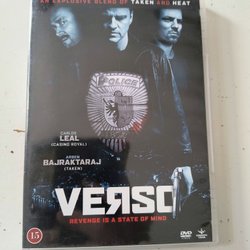 AN EXPLOSIVE BLEND OF TAKEN AND HEAT
POLICE
CARLOS
LEAL
(CASINO ROYAL)
ARBEN
BAJRAKTARAJ
(TAKEN)
VEЯSO
REVENGE IS A STATE OF MIND
15
DVD